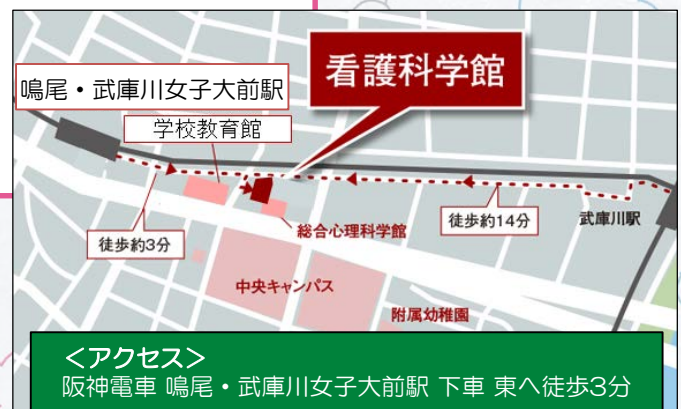 看護科学館
鳴尾・武庫川女子大前駅
学校教育館
徒歩約3分
総合心理科学館
徒歩約14分
武庫川駅
中央キャンパス
附属幼稚園
＜アクセス＞
阪神電車 鳴尾・武庫川女子大前駅 下車 東へ徒歩3分